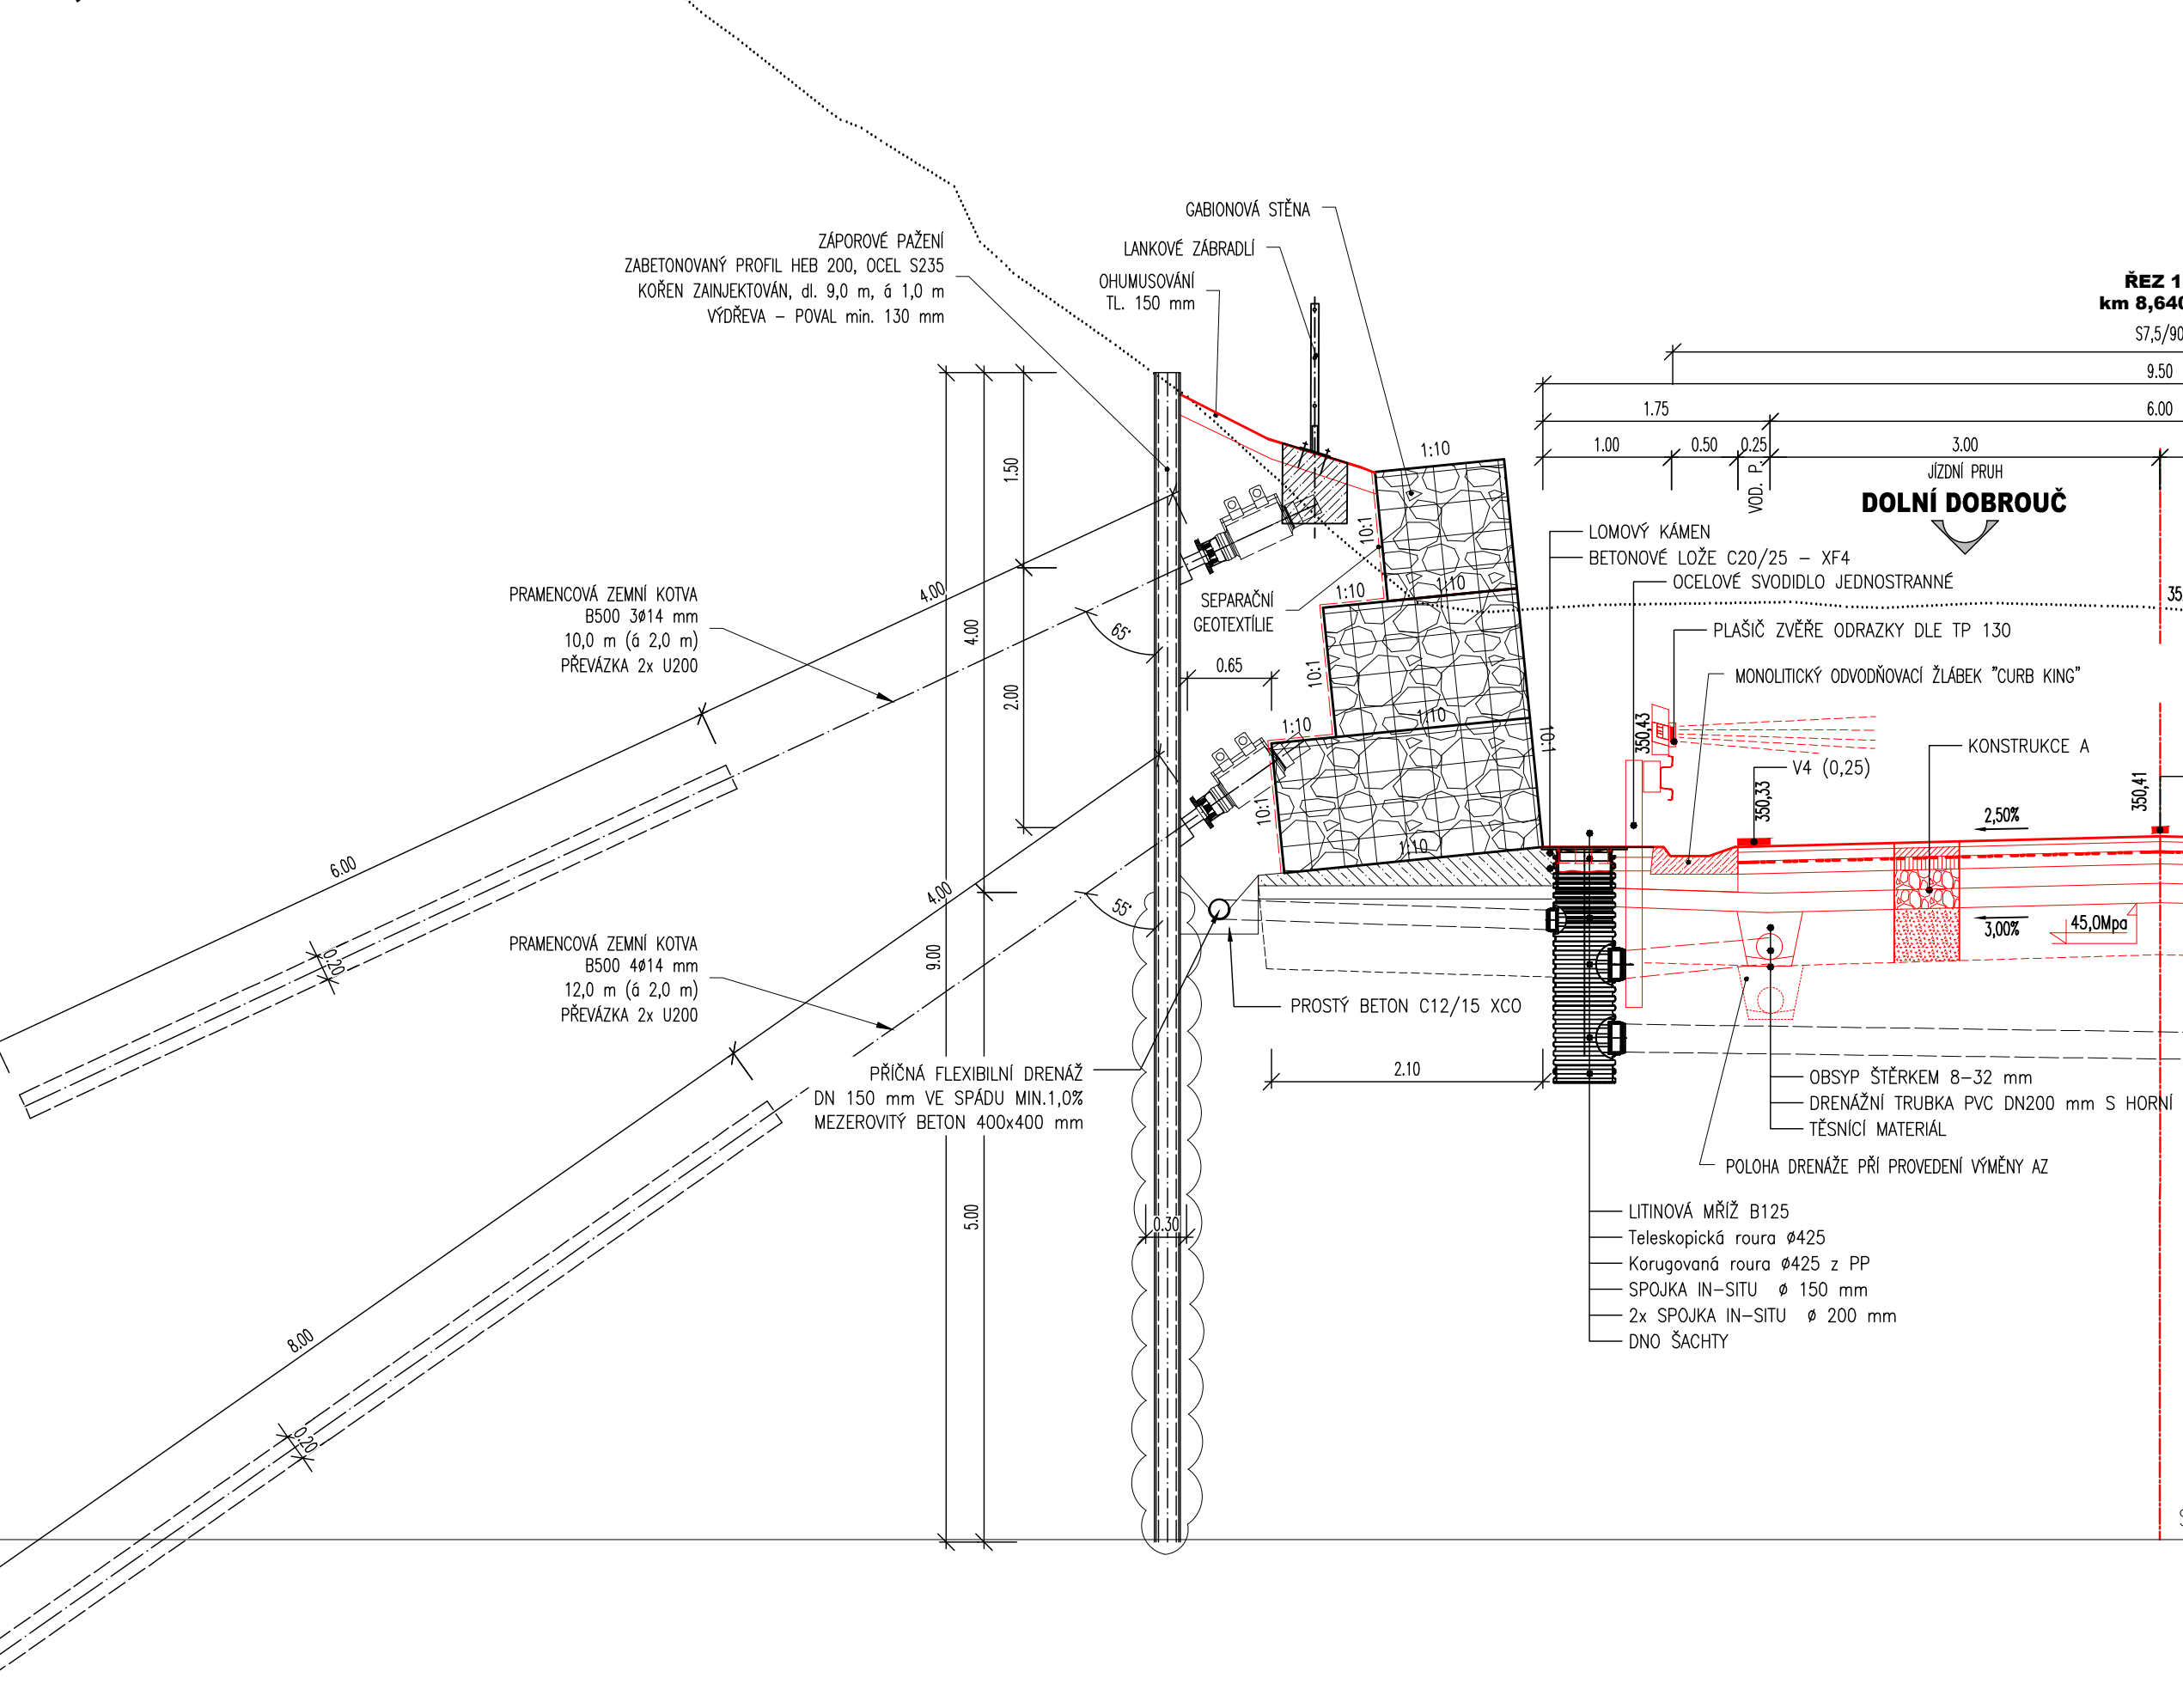 GABIONOVÁ STĚNA
LANKOVÉ ZÁBRADLÍ
OHUMUSOVÁNÍ
TL. 150 mm
ZÁPOROVÉ PAŽENÍ
ZABETONOVANÝ PROFIL HEB 200, OCEL S235
KOŘEN ZAINJEKTOVÁN, dl. 9,0 m, á 1,0 m
VÝDŘEVA – POVAL min. 130 mm
ŘEZ 1
km 8,640
S7,5/90
9.50
1.75
6.00
1.00
0.50
0.25
3.00
VOD. P.
JÍZDNÍ PRUH
DOLNÍ DOBROUČ
1:10
1.50
10:1
LOMOVÝ KÁMEN
BETONOVÉ LOŽE C20/25 – XF4
OCELOVÉ SVODIDLO JEDNOSTRANNÉ
PRAMENCOVÁ ZEMNÍ KOTVA
B500 3ø14 mm
10,0 m (á 2,0 m)
PŘEVÁZKA 2x U200
4.00
4.00
65°
SEPARAČNÍ
GEOTEXTÍLIE
1:10
1:10
35
PLAŠIČ ZVĚŘE ODRAZKY DLE TP 130
0.65
10:1
MONOLITICKÝ ODVODŇOVACÍ ŽLÁBEK "CURB KING"
2.00
1:10
1:10
10:1
350,43
KONSTRUKCE A
V4 (0,25)
350,33
350,41
10:1
2,50%
1:10
6.00
4.00
55°
9.00
3,00%
45,0Mpa
PRAMENCOVÁ ZEMNÍ KOTVA
B500 4ø14 mm
12,0 m (á 2,0 m)
PŘEVÁZKA 2x U200
0.20
PROSTÝ BETON C12/15 XCO
PŘÍČNÁ FLEXIBILNÍ DRENÁŽ
DN 150 mm VE SPÁDU MIN.1,0%
MEZEROVITÝ BETON 400x400 mm
2.10
OBSYP ŠTĚRKEM 8–32 mm
DRENÁŽNÍ TRUBKA PVC DN200 mm S HORNÍ
TĚSNÍCÍ MATERIÁL
POLOHA DRENÁŽE PŘÍ PROVEDENÍ VÝMĚNY AZ
5.00
0.30
LITINOVÁ MŘÍŽ B125
Teleskopická roura ø425
Korugovaná roura ø425 z PP
SPOJKA IN–SITU ø 150 mm
2x SPOJKA IN–SITU ø 200 mm
DNO ŠACHTY
8.00
0.20